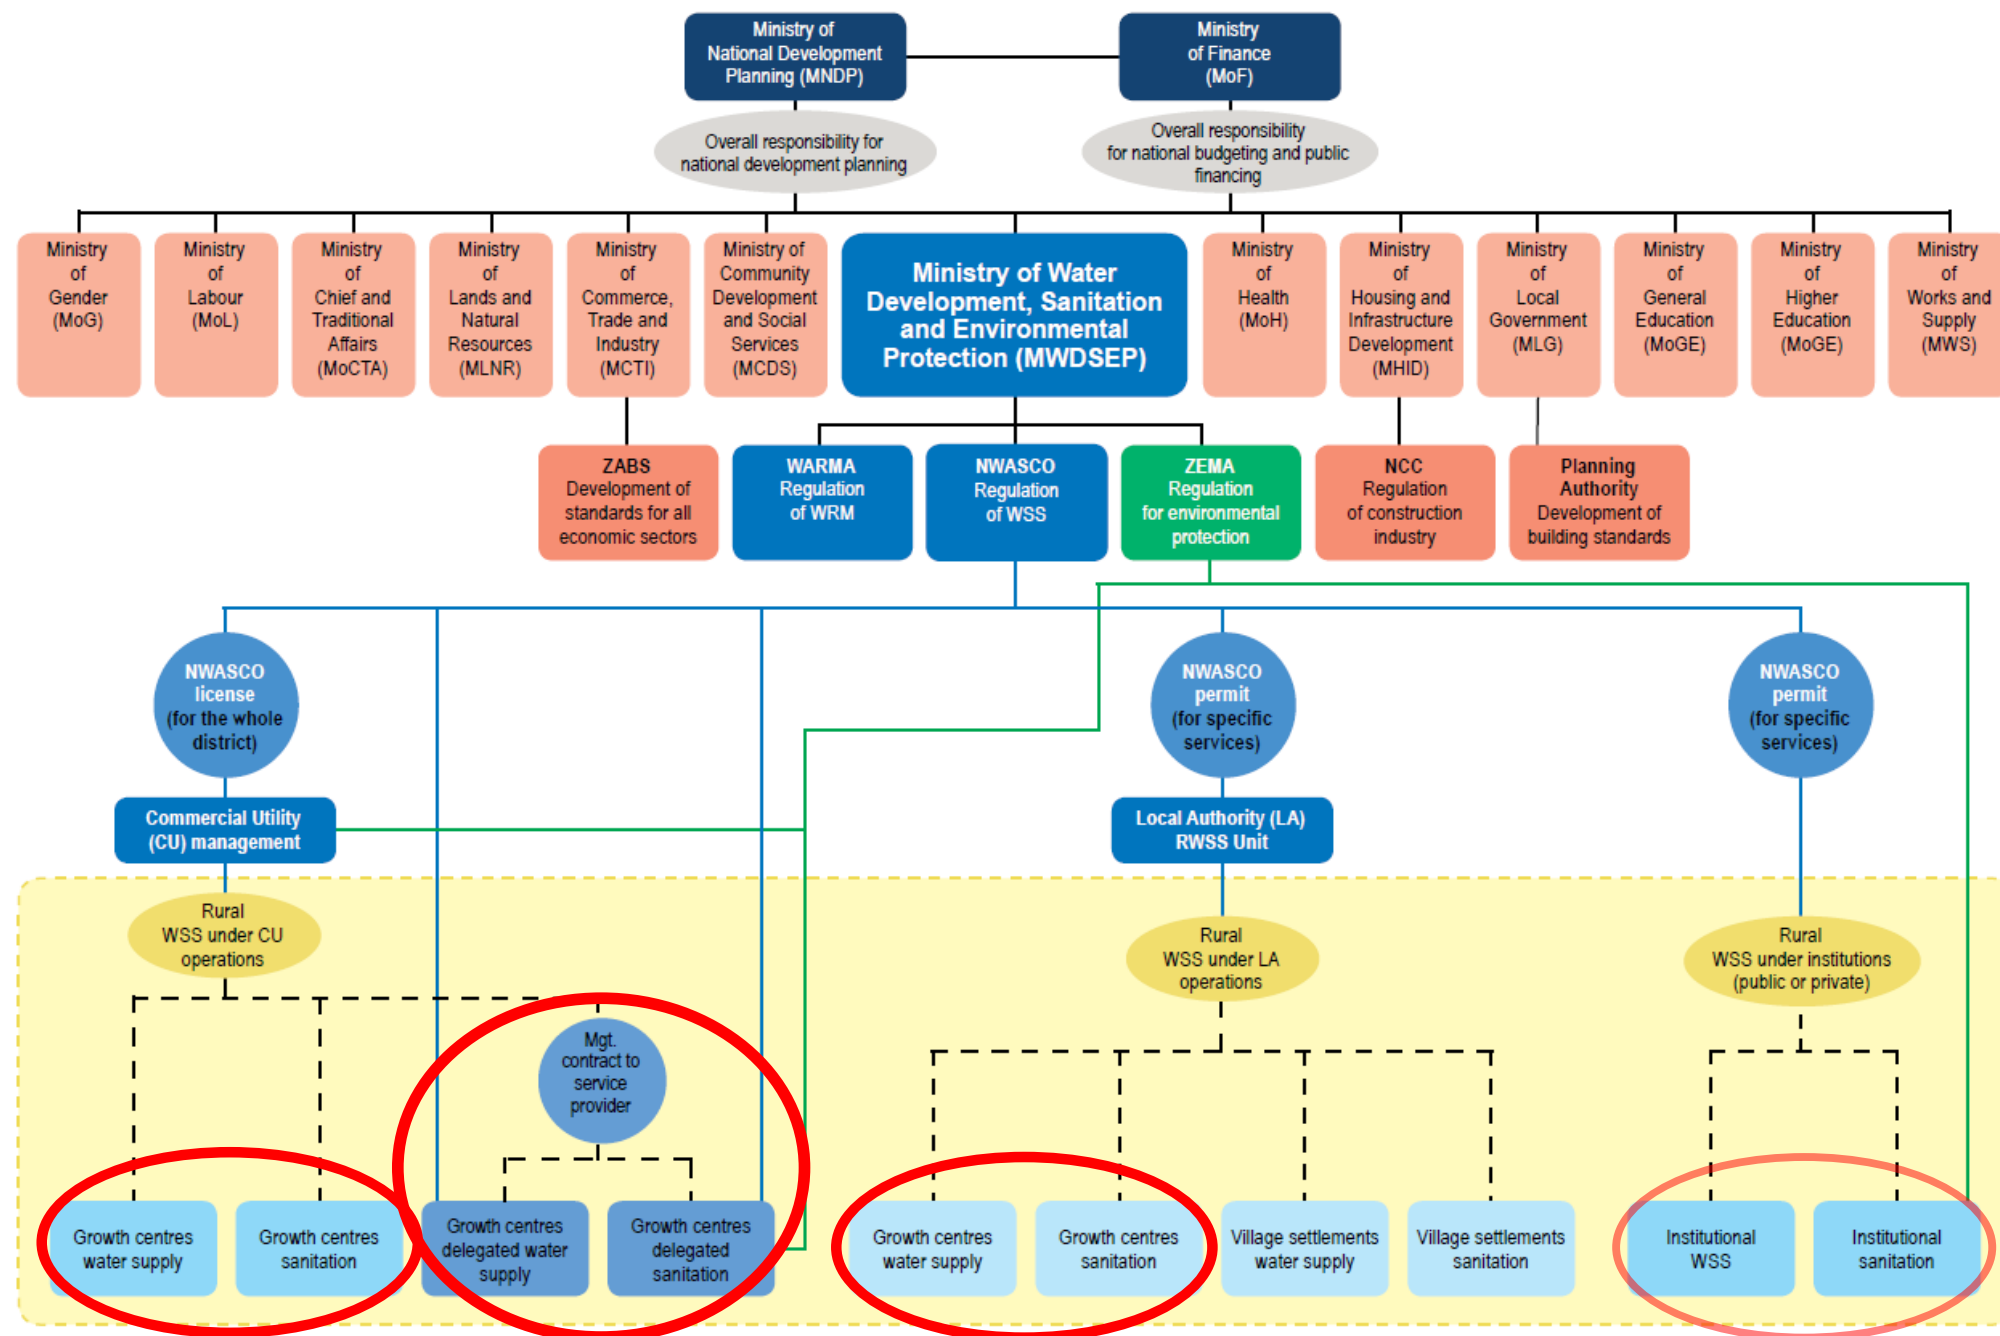 Ministry of
National Development
Planning (MNDP)
Ministry
of Finance
(MoF)
Overall responsibility for
national development planning
Overall responsibility
for national budgeting and public
financing
Ministry
of
Gender
(MoG)
Ministry
of
Labour
(MoL)
Ministry
of
Chief and
Traditional
Affairs
(MoCTA)
Ministry
of
Lands and
Natural
Resources
(MLNR)
Ministry
of
Commerce,
Trade and
Industry
(MCTI)
Ministry of
Community
Development
and Social
Services
(MCDS)
Ministry of Water
Development, Sanitation
and Environmental
Protection (MWDSEP)
Ministry
of
Health
(MoH)
Ministry
of
Housing and
Infrastructure
Development
(MHID)
Ministry
of
Local
Government
(MLG)
Ministry
of
General
Education
(MoGE)
Ministry
of
Higher
Education
(MoGE)
Ministry
of
Works and
Supply
(MWS)
ZABS
Development of
standards for all
economic sectors
WARMA
Regulation
of WRM
NWASCO
Regulation
of WSS
ZEMA
Regulation
for environmental
protection
NCC
Regulation
of construction
industry
Planning
Authority
Development of
building standards
NWASCO
license
(for the whole
district)
NWASCO
permit
(for specific
services)
NWASCO
permit
(for specific
services)
Commercial Utility
(CU) management
Local Authority (LA)
RWSS Unit
Rural
WSS under CU
operations
Rural
WSS under LA
operations
Rural
WSS under institutions
(public or private)
Mgt.
contract to
service
provider
Growth centres
water supply
Growth centres
sanitation
Growth centres
delegated water
supply
Growth centres
delegated
sanitation
Growth centres
water supply
Growth centres
sanitation
Village settlements
water supply
Village settlements
sanitation
Institutional
WSS
Institutional
sanitation